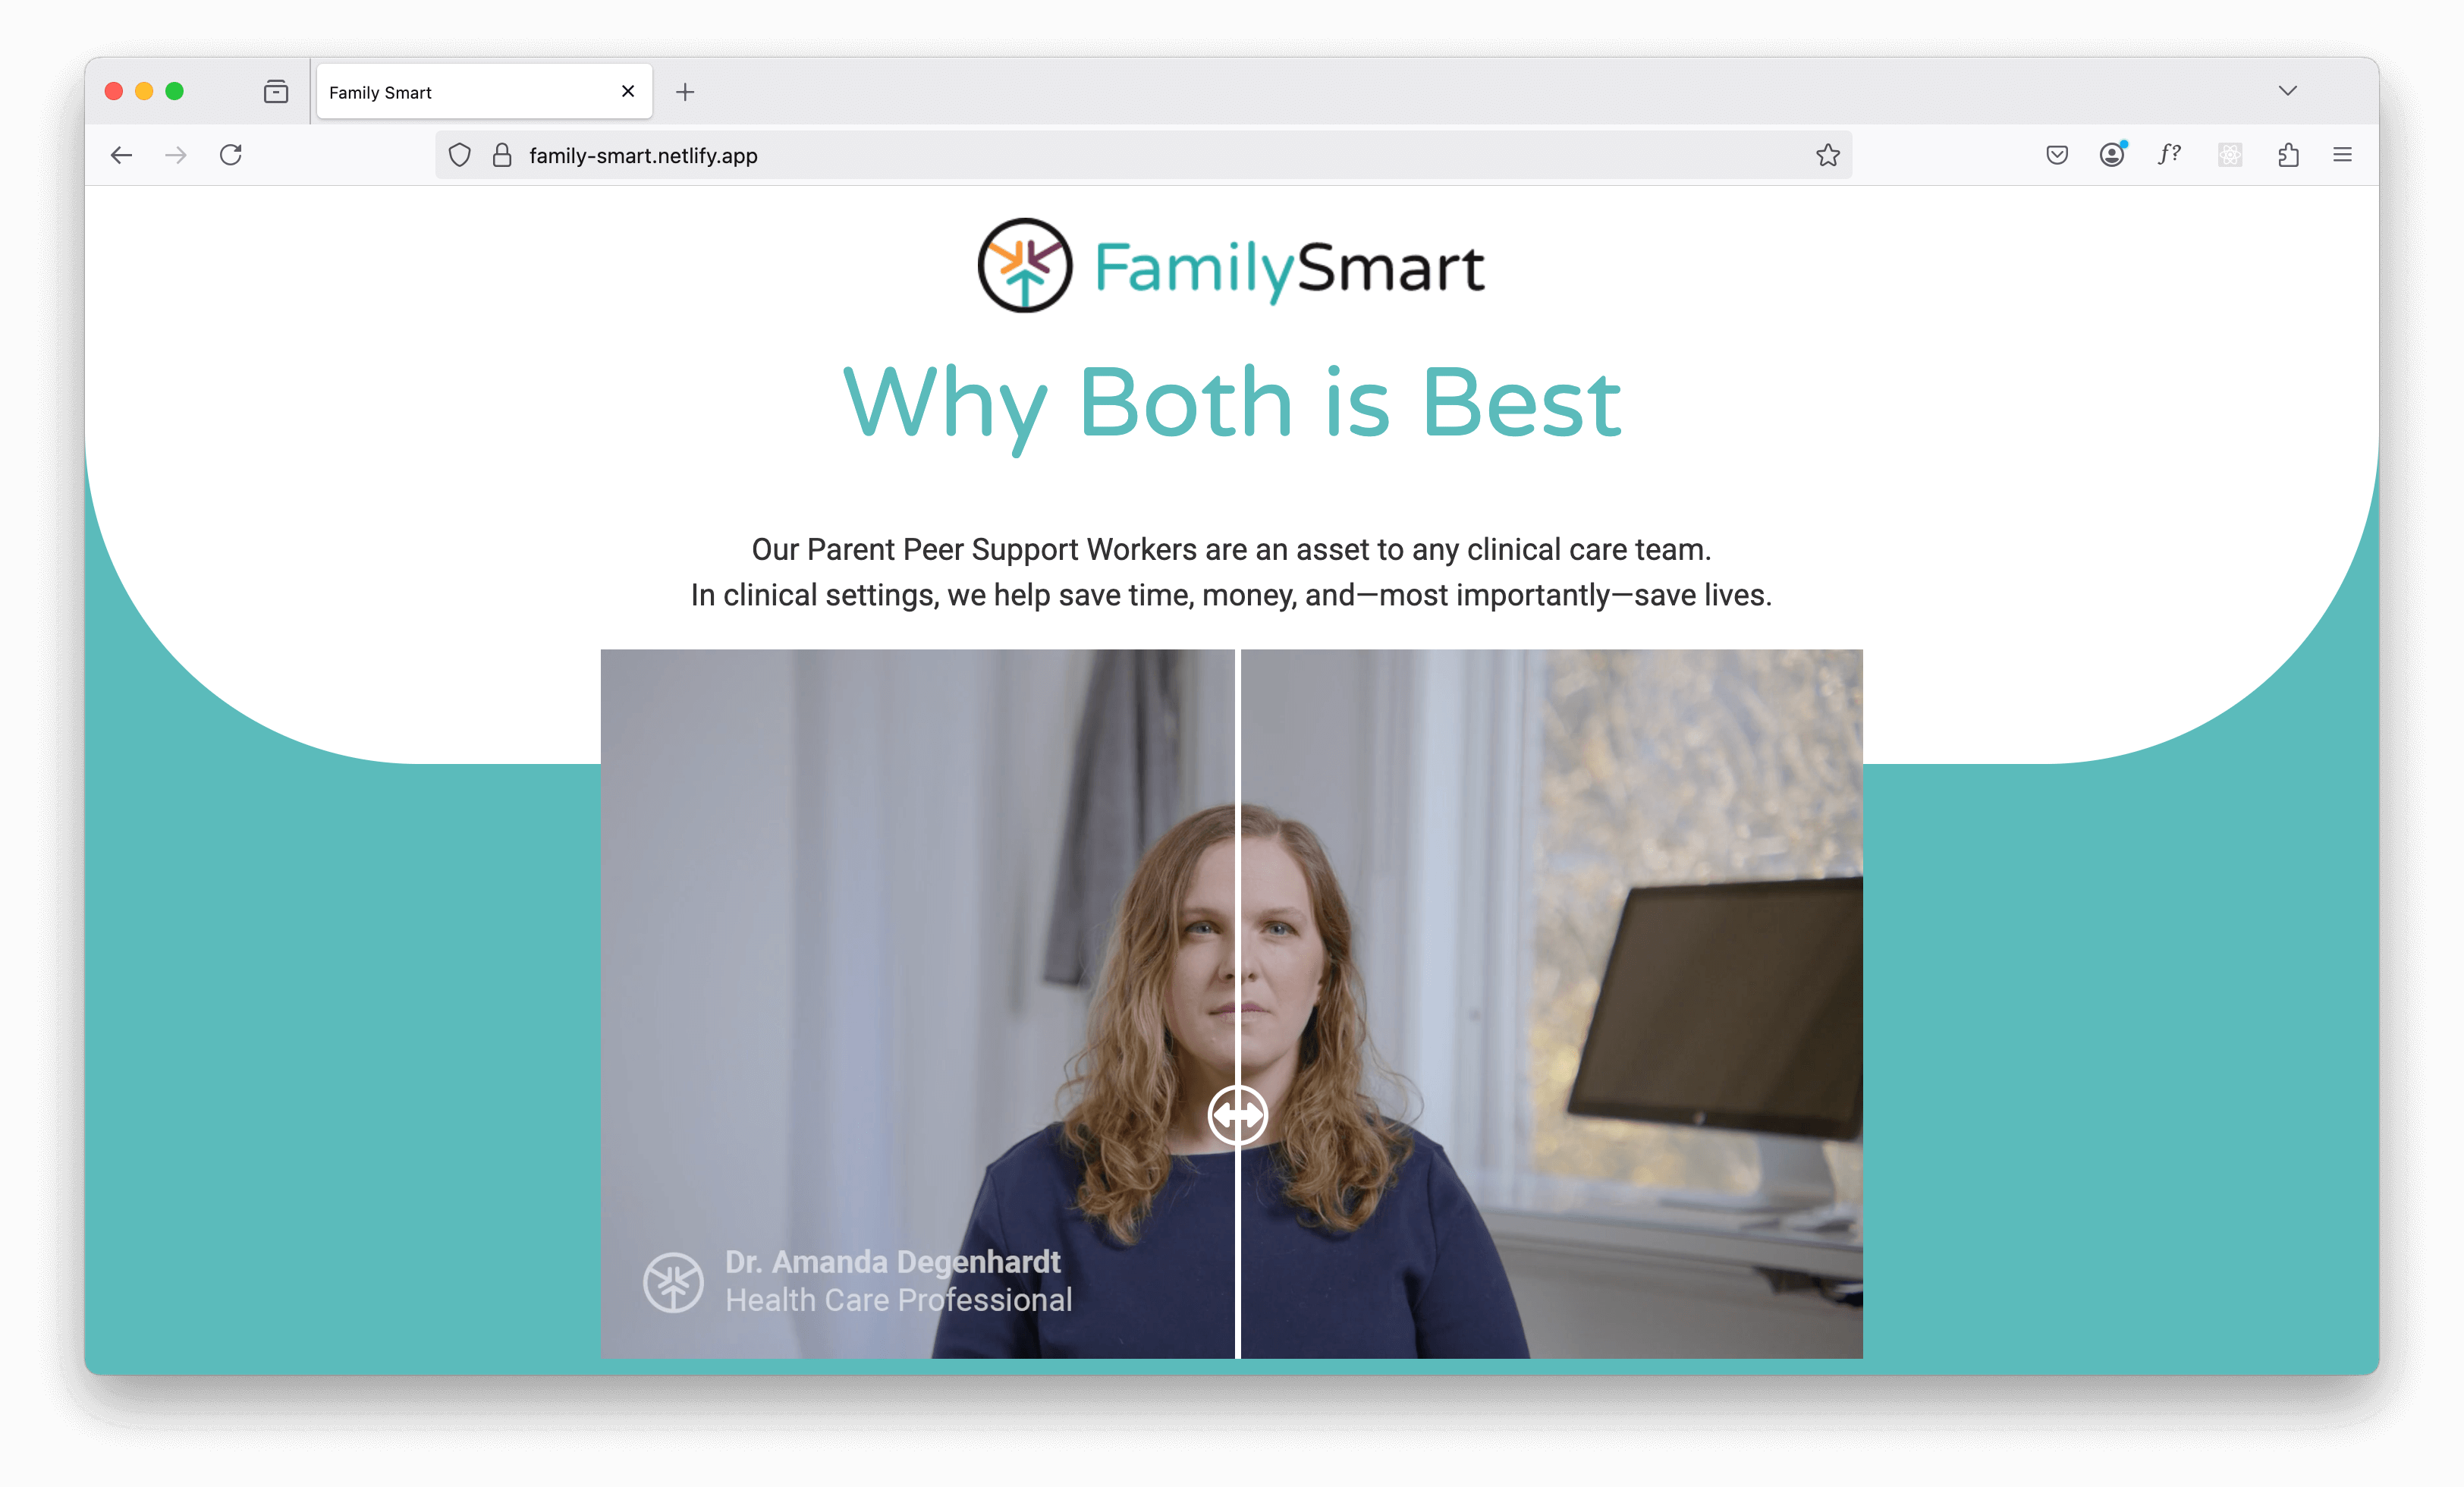 Family Smart
family-smart.netlify.app
f?
FamilySmart
Why Both is Best
Our Parent Peer Support Workers are an asset to any clinical care team.
In clinical settings, we help save time, money, and—most importantly—save lives.
Dr. Amanda Degenhardt
Health Care Professional